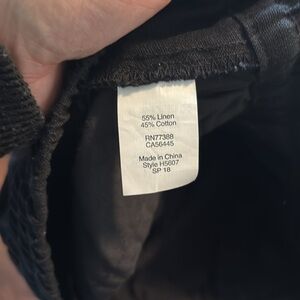 55% Linen
45% Cotton
RN77388
CA56445
Made in China
Style H5607
SP 18